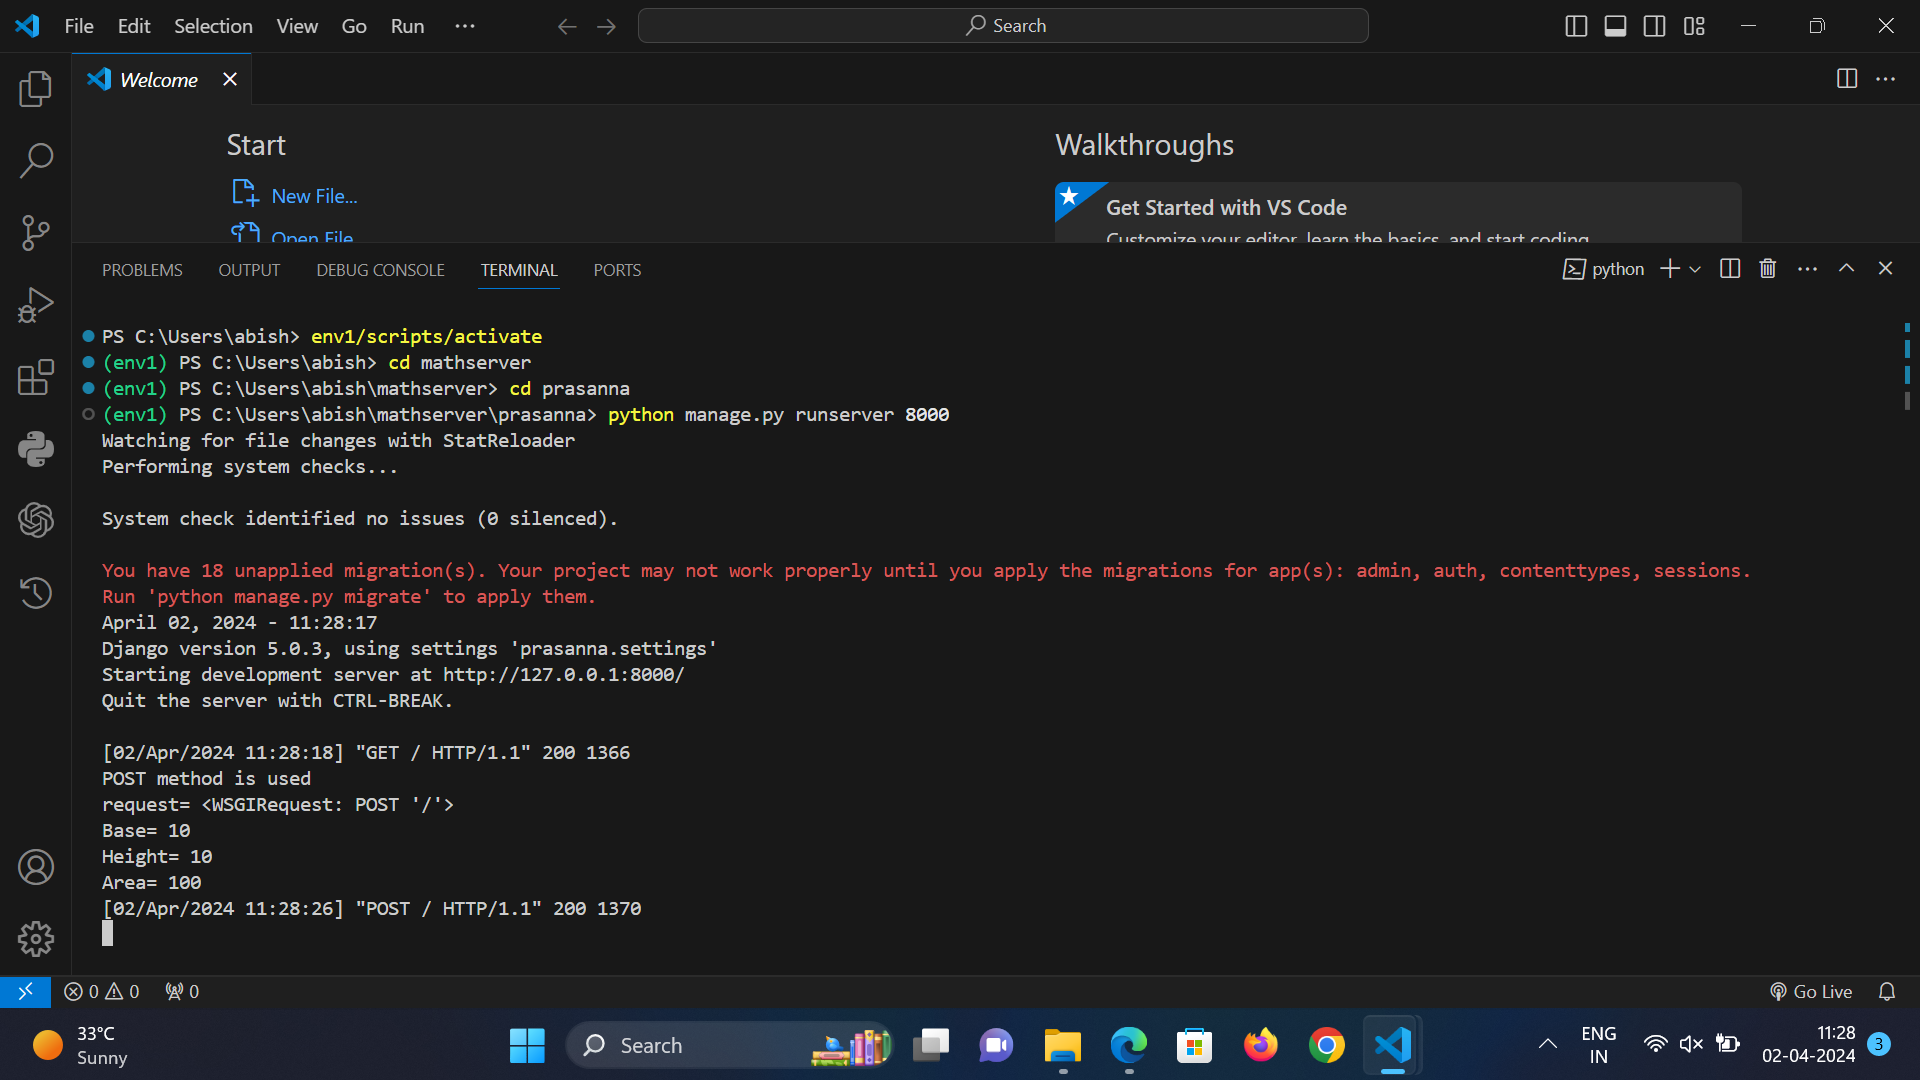 File Edit Selection View Go Run ···
Search
Welcome
Start
New File...
Open File
Walkthroughs
Get Started with VS Code
Customize your editor, learn the basics, and start coding
PROBLEMS OUTPUT DEBUG CONSOLE TERMINAL PORTS
python
PS C:\Users\abish> env1/scripts/activate
(env1) PS C:\Users\abish> cd mathserver
(env1) PS C:\Users\abish\mathserver> cd prasanna
(env1) PS C:\Users\abish\mathserver\prasanna> python manage.py runserver 8000
Watching for file changes with StatReloader
Performing system checks...
System check identified no issues (0 silenced).
You have 18 unapplied migration(s). Your project may not work properly until you apply the migrations for app(s): admin, auth, contenttypes, sessions.
Run 'python manage.py migrate' to apply them.
April 02, 2024 - 11:28:17
Django version 5.0.3, using settings 'prasanna.settings'
Starting development server at http://127.0.0.1:8000/
Quit the server with CTRL-BREAK.
[02/Apr/2024 11:28:18] "GET / HTTP/1.1" 200 1366
POST method is used
request= <WSGIRequest: POST '/'>
Base= 10
Height= 10
Area= 100
[02/Apr/2024 11:28:26] "POST / HTTP/1.1" 200 1370
0 0 0
Go Live
33°C
Sunny
Search
ENG
IN
11:28
02-04-2024
3